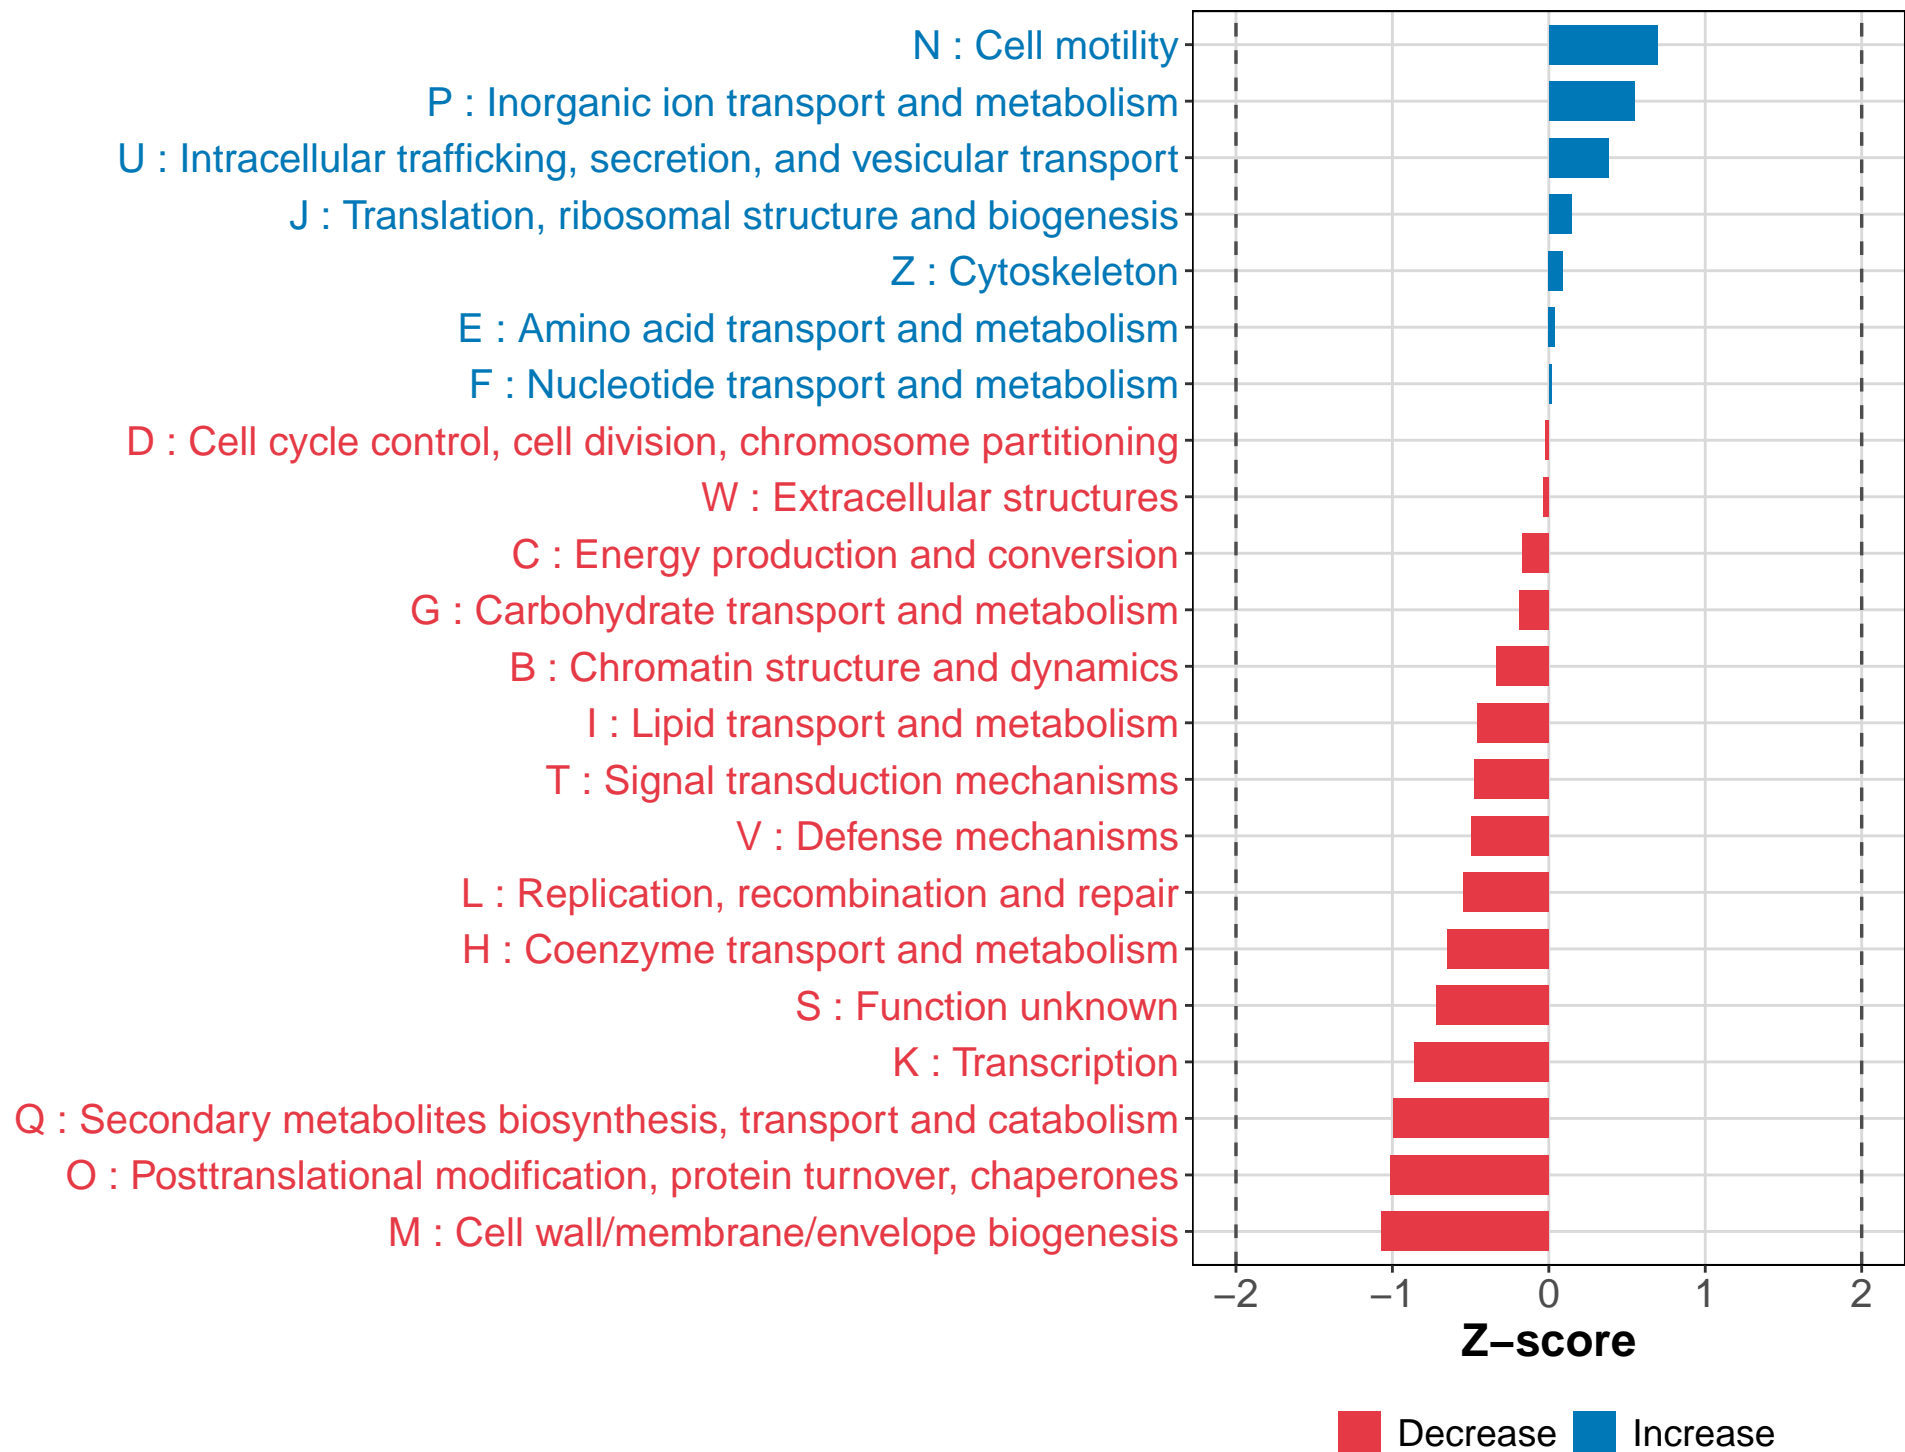 N : Cell motility
P : Inorganic ion transport and metabolism
U : Intracellular trafficking, secretion, and vesicular transport
J : Translation, ribosomal structure and biogenesis
Z : Cytoskeleton
E : Amino acid transport and metabolism
F : Nucleotide transport and metabolism
D : Cell cycle control, cell division, chromosome partitioning
W : Extracellular structures
C : Energy production and conversion
G : Carbohydrate transport and metabolism
B : Chromatin structure and dynamics
I : Lipid transport and metabolism
T : Signal transduction mechanisms
V : Defense mechanisms
L : Replication, recombination and repair
H : Coenzyme transport and metabolism
S : Function unknown
K : Transcription
Q : Secondary metabolites biosynthesis, transport and catabolism
O : Posttranslational modification, protein turnover, chaperones
M : Cell wall/membrane/envelope biogenesis
−2 −1 0 1 2
Z−score
Decrease Increase